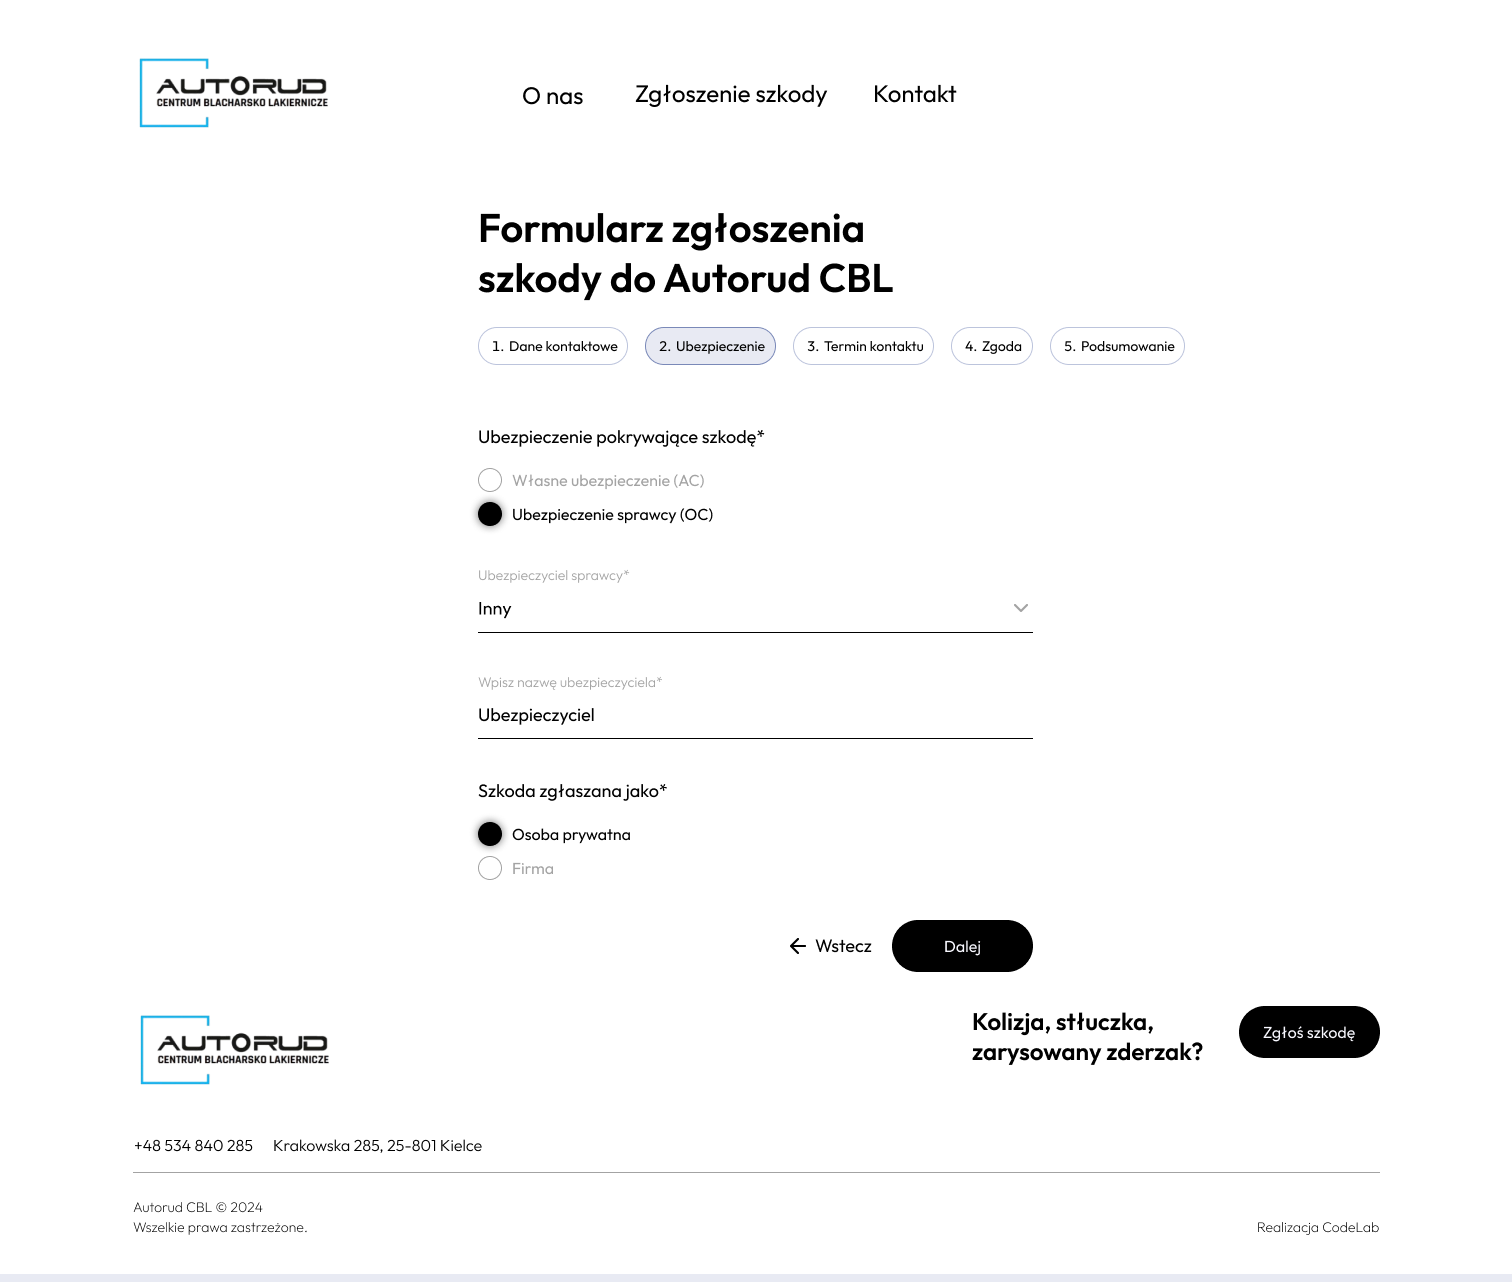 AUTORUD
CENTRUM BLACHARSKO LAKIERNICZE
O nas
Zgłoszenie szkody
Kontakt
Formularz zgłoszenia
szkody do Autorud CBL
1. Dane kontaktowe
2. Ubezpieczenie
3. Termin kontaktu
4. Zgoda
5. Podsumowanie
Ubezpieczenie pokrywające szkodę*
Własne ubezpieczenie (AC)
Ubezpieczenie sprawcy (OC)
Ubezpieczyciel sprawcy*
Inny
Wpisz nazwę ubezpieczyciela*
Ubezpieczyciel
Szkoda zgłaszana jako*
Osoba prywatna
Firma
Wstecz
Dalej
AUTORUD
CENTRUM BLACHARSKO LAKIERNICZE
Kolizja, stłuczka,
zarysowany zderzak?
Zgłoś szkodę
+48 534 840 285
Krakowska 285, 25-801 Kielce
Autorud CBL © 2024
Wszelkie prawa zastrzeżone.
Realizacja CodeLab